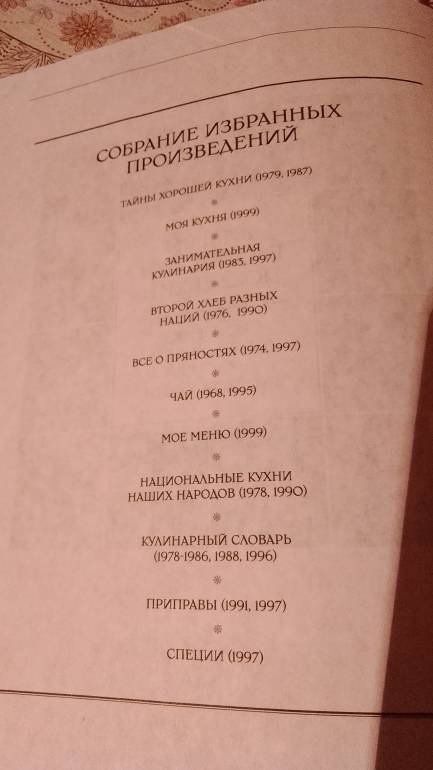 СОБРАНИЕ ИЗБРАННЫХ
ПРОИЗВЕДЕНИЙ
ТАЙНЫ ХОРОШЕЙ КУХНИ (1979, 1987)
МОЯ КУХНЯ (1999)
ЗАНИМАТЕЛЬНАЯ
КУЛИНАРИЯ (1983, 1997)
ВТОРОЙ ХЛЕБ РАЗНЫХ
НАЦИЙ (1976, 1990)
ВСЕ О ПРЯНОСТЯХ (1974, 1997)
ЧАЙ (1968, 1995)
МОЕ МЕНЮ (1999)
НАЦИОНАЛЬНЫЕ КУХНИ
НАШИХ НАРОДОВ (1978, 1990)
КУЛИНАРНЫЙ СЛОВАРЬ
(1978-1986, 1988, 1996)
ПРИПРАВЫ (1991, 1997)
СПЕЦИИ (1997)